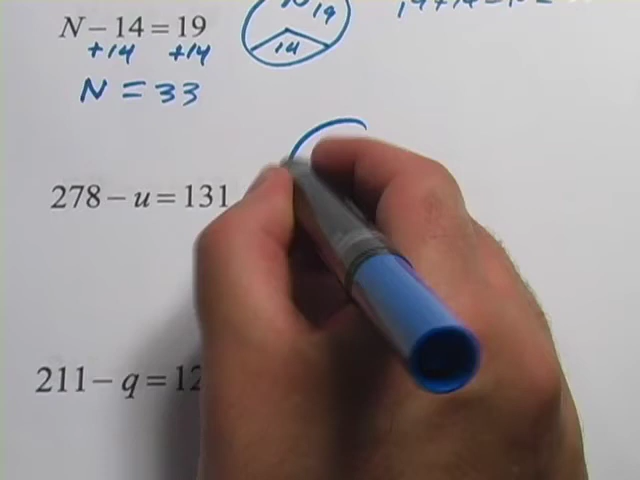 N − 14 = 19
+14 +14
N = 33
N 19
14
278 − u = 131
211 − q = 12